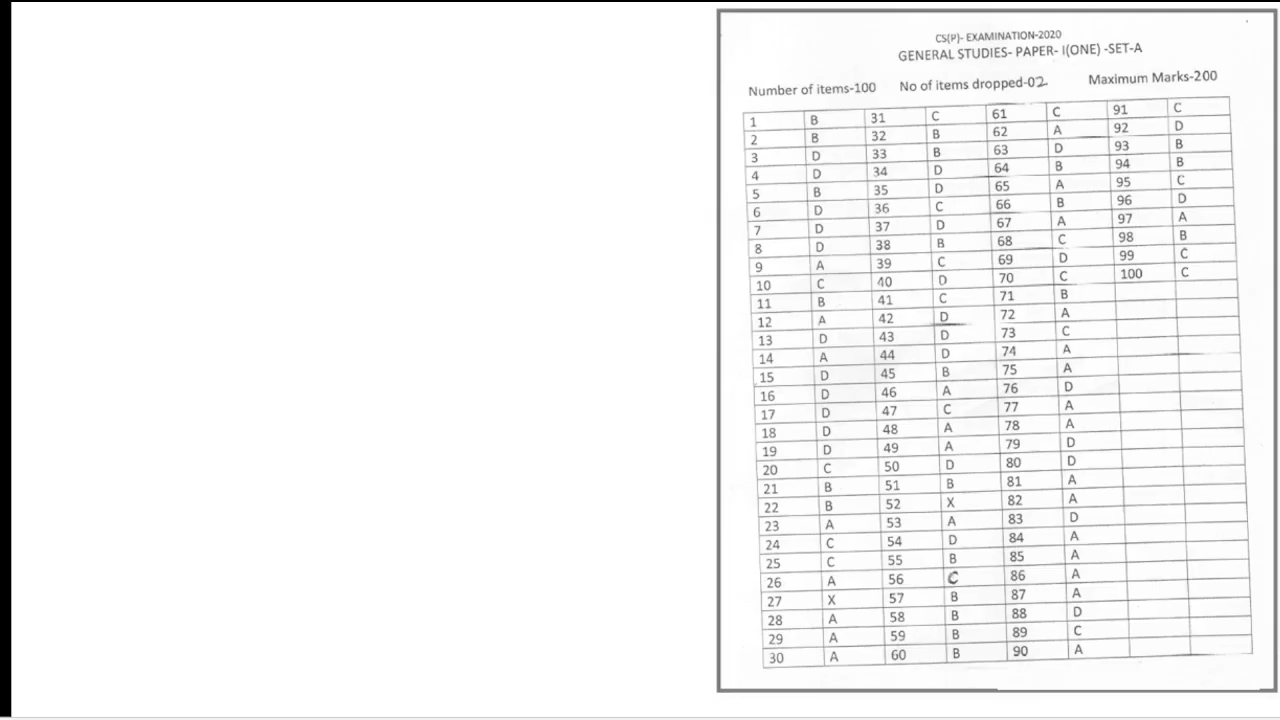 CS(P)- EXAMINATION-2020
GENERAL STUDIES- PAPER- I(ONE) -SET-A
Number of items-100 No of items dropped-02 Maximum Marks-200
1 B 31 C 61 C 91 C
2 B 32 B 62 A 92 D
3 D 33 B 63 D 93 B
4 D 34 D 64 B 94 B
5 B 35 D 65 A 95 C
6 D 36 C 66 B 96 D
7 D 37 D 67 A 97 A
8 D 38 B 68 C 98 B
9 A 39 C 69 D 99 C
10 C 40 D 70 C 100 C
11 B 41 C 71 B
12 A 42 D 72 A
13 D 43 D 73 C
14 A 44 D 74 A
15 D 45 B 75 A
16 D 46 A 76 D
17 D 47 C 77 A
18 D 48 A 78 A
19 D 49 A 79 D
20 C 50 D 80 D
21 B 51 B 81 A
22 B 52 X 82 A
23 A 53 A 83 D
24 C 54 D 84 A
25 C 55 B 85 A
26 A 56 C 86 A
27 X 57 B 87 A
28 A 58 B 88 D
29 A 59 B 89 C
30 A 60 B 90 A